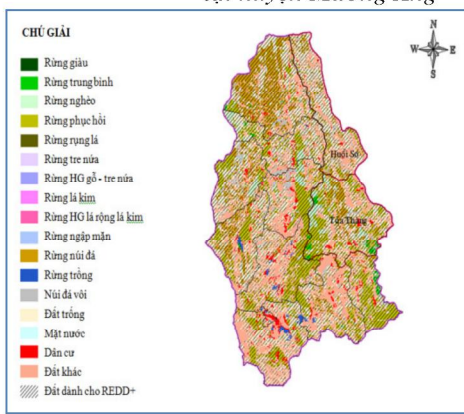 CHÚ GIẢI
Rừng giàu
Rừng trung bình
Rừng nghèo
Rừng phục hồi
Rừng rụng lá
Rừng tre nứa
Rừng HG gỗ - tre nứa
Rừng lá kim
Rừng HG lá rộng lá kim
Rừng ngập mặn
Rừng núi đá
Rừng trồng
Núi đá vôi
Đất trống
Mặt nước
Dân cư
Đất khác
Đất dành cho REDD+
N
W
E
S
Huổi Só